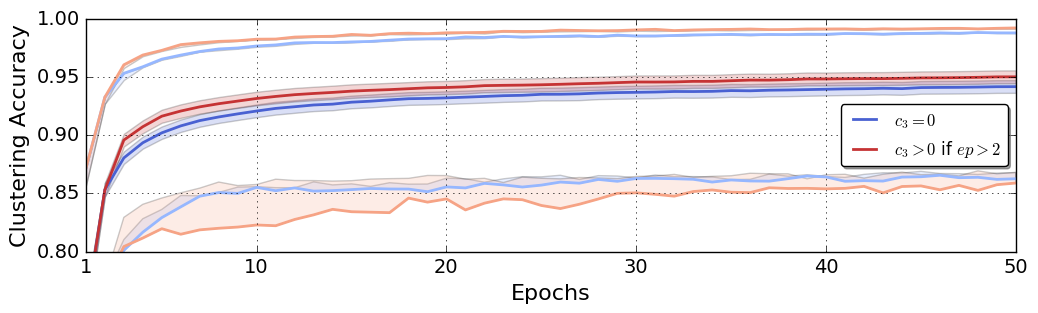 1.00
0.95
0.90
0.85
0.80
Clustering Accuracy
c₃ = 0
c₃ > 0 if ep > 2
1 10 20 30 40 50
Epochs